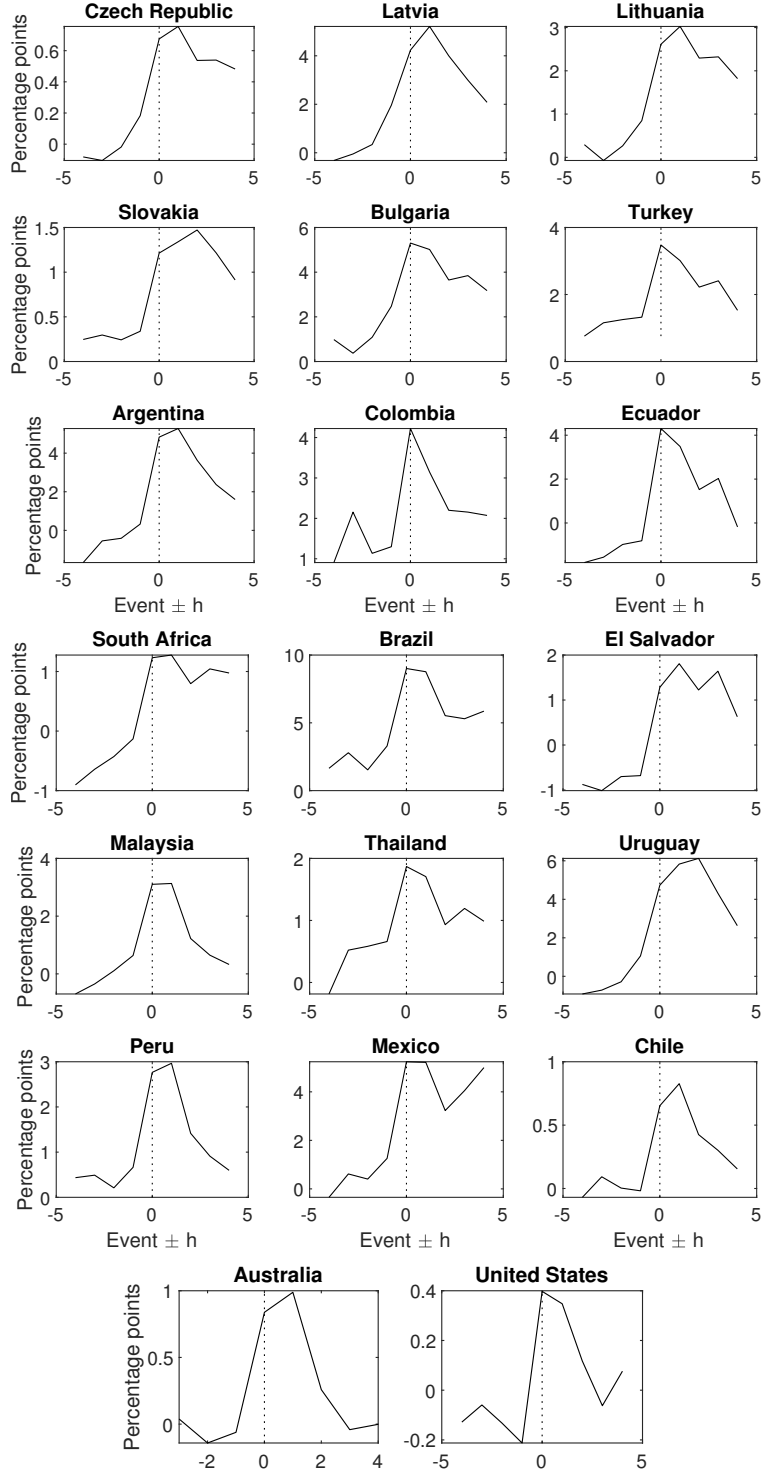 Czech Republic Latvia Lithuania
Percentage points
0.6 0.4 0.2 0
4 2 0
3 2 1 0
-5 0 5 -5 0 5 -5 0 5
Slovakia Bulgaria Turkey
1.5 1 0.5 0
6 4 2 0
4 2 0
-5 0 5 -5 0 5 -5 0 5
Argentina Colombia Ecuador
Percentage points
4 2 0
4 3 2 1
4 2 0
-5 0 5 -5 0 5 -5 0 5
Event ± h Event ± h Event ± h
South Africa Brazil El Salvador
Percentage points
1 0 -1
10 5 0
2 1 0 -1
-5 0 5 -5 0 5 -5 0 5
Malaysia Thailand Uruguay
Percentage points
4 2 0
2 1 0
6 4 2 0
-5 0 5 -5 0 5 -5 0 5
Peru Mexico Chile
Percentage points
3 2 1 0
4 2 0
1 0.5 0
-5 0 5 -5 0 5 -5 0 5
Event ± h Event ± h Event ± h
Australia United States
Percentage points
1 0.5 0
0.4 0.2 0 -0.2
-2 0 2 4 -5 0 5